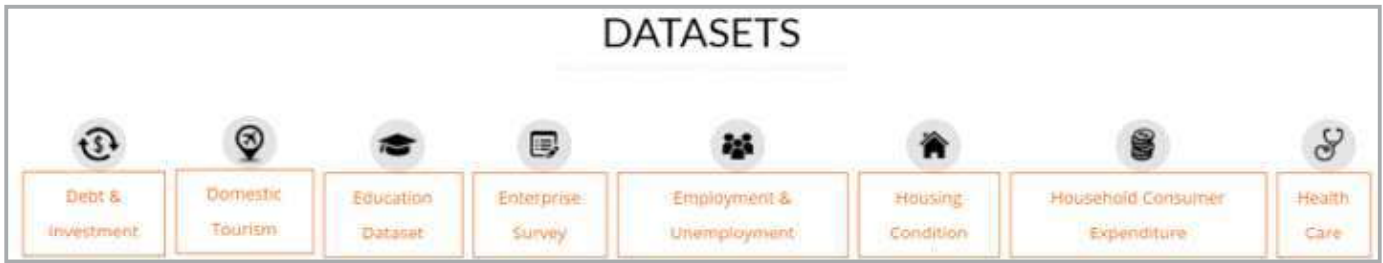 DATASETS
Debt &
Investment
Domestic
Tourism
Education
Dataset
Enterprise
Survey
Employment &
Unemployment
Housing
Condition
Household Consumer
Expenditure
Health
Care